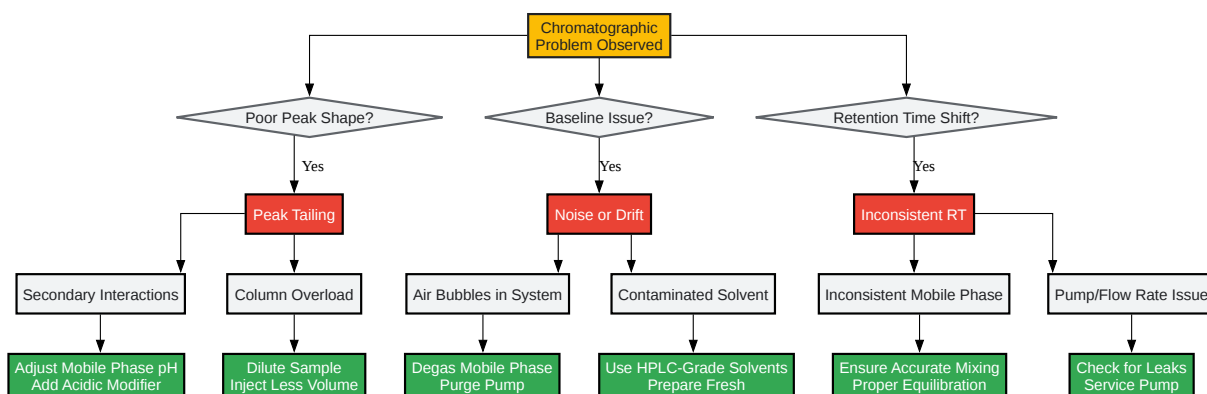 Chromatographic
Problem Observed
Poor Peak Shape?
Baseline Issue?
Retention Time Shift?
Yes
Yes
Yes
Peak Tailing
Noise or Drift
Inconsistent RT
Secondary Interactions
Column Overload
Air Bubbles in System
Contaminated Solvent
Inconsistent Mobile Phase
Pump/Flow Rate Issue
Adjust Mobile Phase pH
Add Acidic Modifier
Dilute Sample
Inject Less Volume
Degas Mobile Phase
Purge Pump
Use HPLC-Grade Solvents
Prepare Fresh
Ensure Accurate Mixing
Proper Equilibration
Check for Leaks
Service Pump